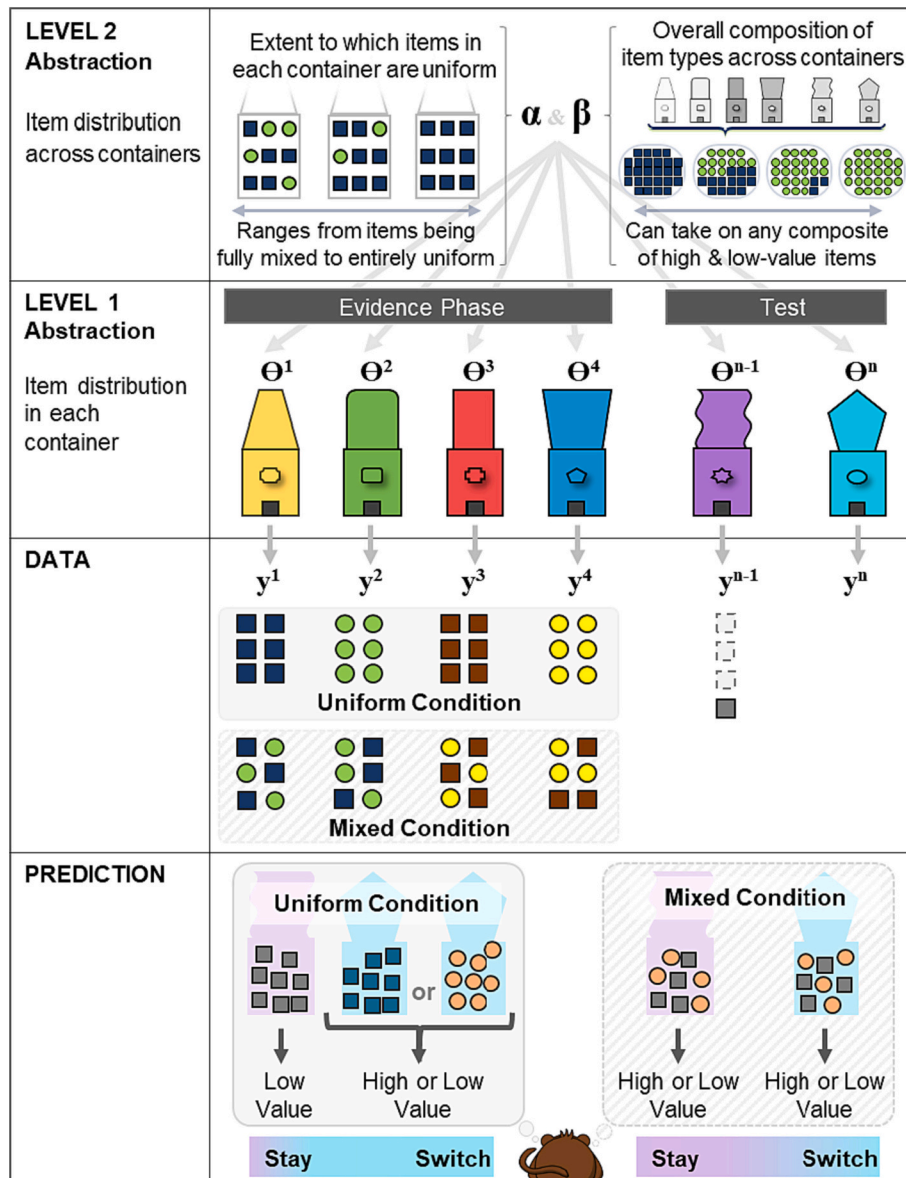 LEVEL 2
Abstraction
Item distribution
across containers
Extent to which items in
each container are uniform
Ranges from items being
fully mixed to entirely uniform
α & β
Overall composition of
item types across containers
Can take on any composite
of high & low-value items
LEVEL 1
Abstraction
Item distribution
in each
container
Evidence Phase
Test
Θ¹ Θ² Θ³ Θ⁴ Θⁿ⁻¹ Θⁿ
DATA
y¹ y² y³ y⁴ yⁿ⁻¹ yⁿ
Uniform Condition
Mixed Condition
PREDICTION
Uniform Condition
or
Low
Value
High or Low
Value
Stay Switch
Mixed Condition
High or Low
Value
High or Low
Value
Stay Switch